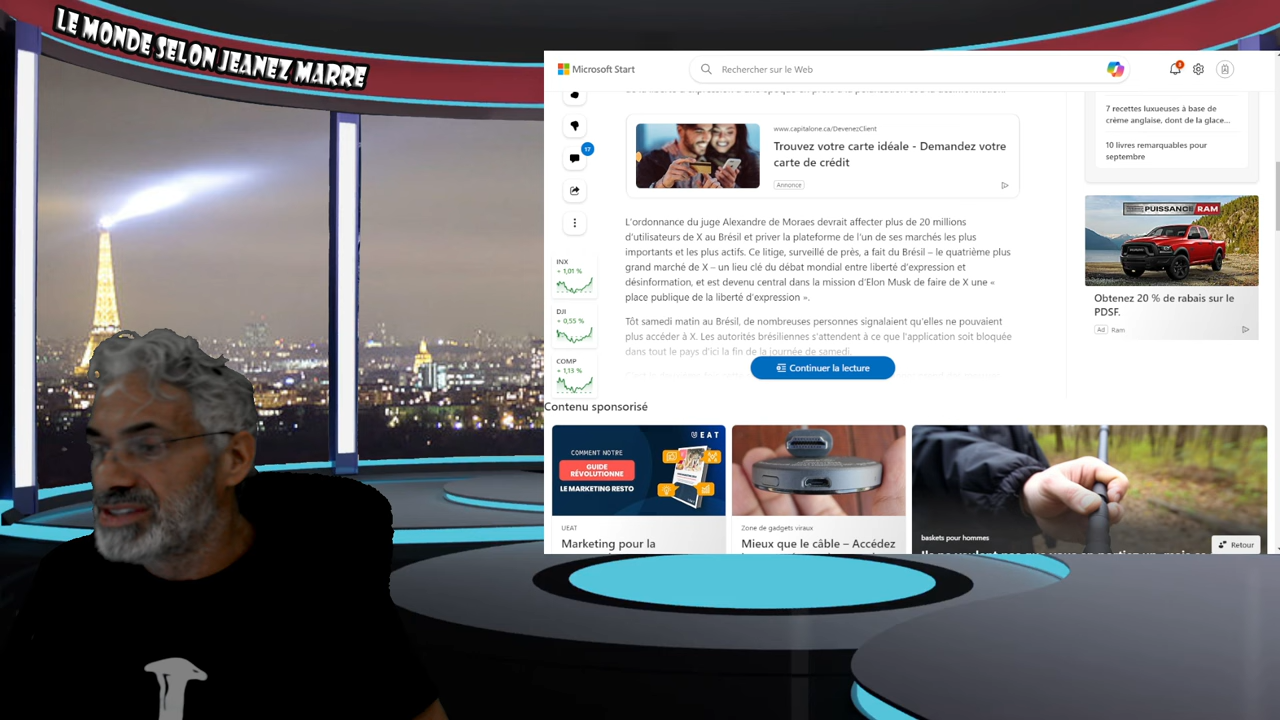 LE MONDE SELON JEANEZ MARRE
Microsoft Start
Rechercher sur le Web
www.capitalone.ca/DevenezClient
Trouvez votre carte idéale - Demandez votre
carte de crédit
Annonce
17
L'ordonnance du juge Alexandre de Moraes devrait affecter plus de 20 millions
d'utilisateurs de X au Brésil et priver la plateforme de l'un de ses marchés les plus
importants et les plus actifs. Ce litige, surveillé de près, a fait du Brésil – le quatrième plus
grand marché de X – un lieu clé du débat mondial entre liberté d'expression et
désinformation, et est devenu central dans la mission d'Elon Musk de faire de X une «
place publique de la liberté d'expression ».
Tôt samedi matin au Brésil, de nombreuses personnes signalaient qu'elles ne pouvaient
plus accéder à X. Les autorités brésiliennes s'attendent à ce que l'application soit bloquée
dans tout le pays d'ici la fin de la journée de samedi.
Continuer la lecture
INX
+ 1,01 %
DJI
+ 0,55 %
COMP
+ 1,13 %
7 recettes luxueuses à base de
crème anglaise, dont de la glace...
10 livres remarquables pour
septembre
PUISSANCE RAM
Obtenez 20 % de rabais sur le
PDSF.
Ad Ram
Contenu sponsorisé
UEAT
COMMENT NOTRE
GUIDE
RÉVOLUTIONNE
LE MARKETING RESTO
UEAT
Marketing pour la
Zone de gadgets viraux
Mieux que le câble – Accédez
baskets pour hommes
Retour